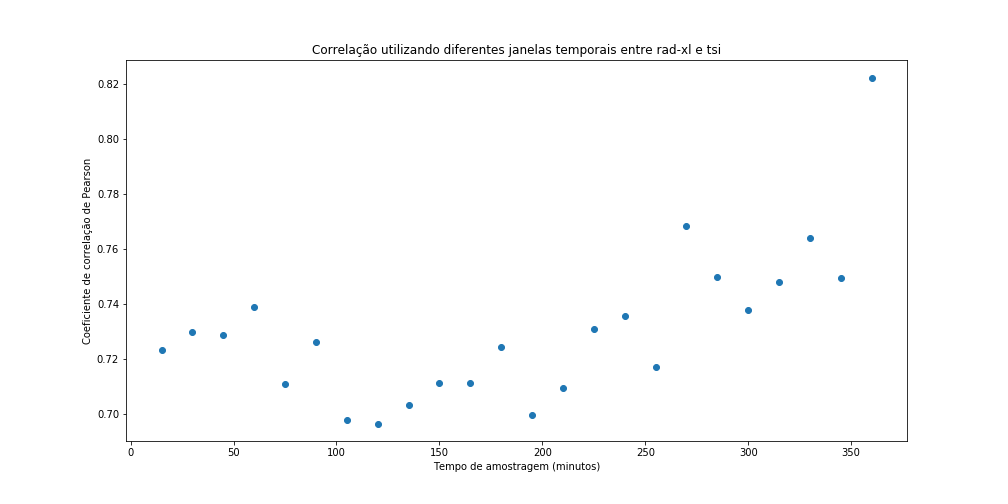 Correlação utilizando diferentes janelas temporais entre rad-xl e tsi
0.82
0.80
0.78
0.76
0.74
0.72
0.70
Coeficiente de correlação de Pearson
0 50 100 150 200 250 300 350
Tempo de amostragem (minutos)